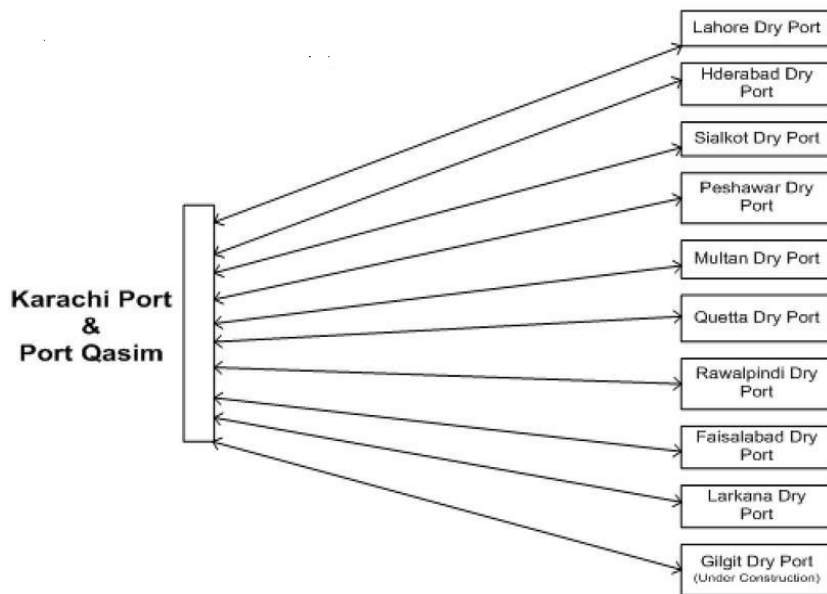 Karachi Port
&
Port Qasim
Lahore Dry Port
Hderabad Dry
Port
Sialkot Dry Port
Peshawar Dry
Port
Multan Dry Port
Quetta Dry Port
Rawalpindi Dry
Port
Faisalabad Dry
Port
Larkana Dry
Port
Gilgit Dry Port
(Under Construction)